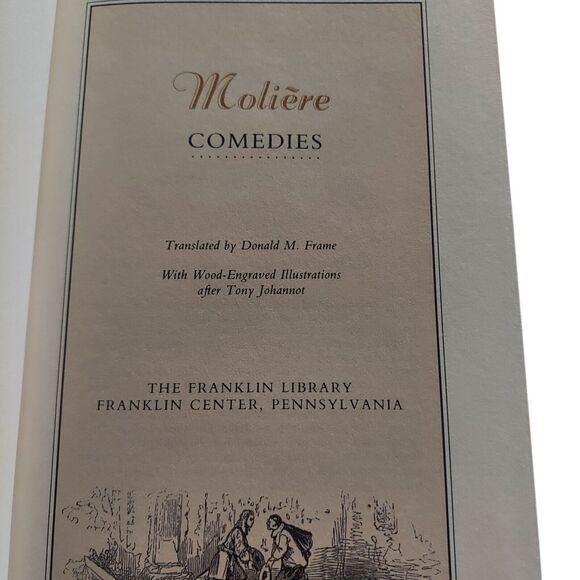 Molière
COMEDIES
Translated by Donald M. Frame
With Wood-Engraved Illustrations
after Tony Johannot
THE FRANKLIN LIBRARY
FRANKLIN CENTER, PENNSYLVANIA